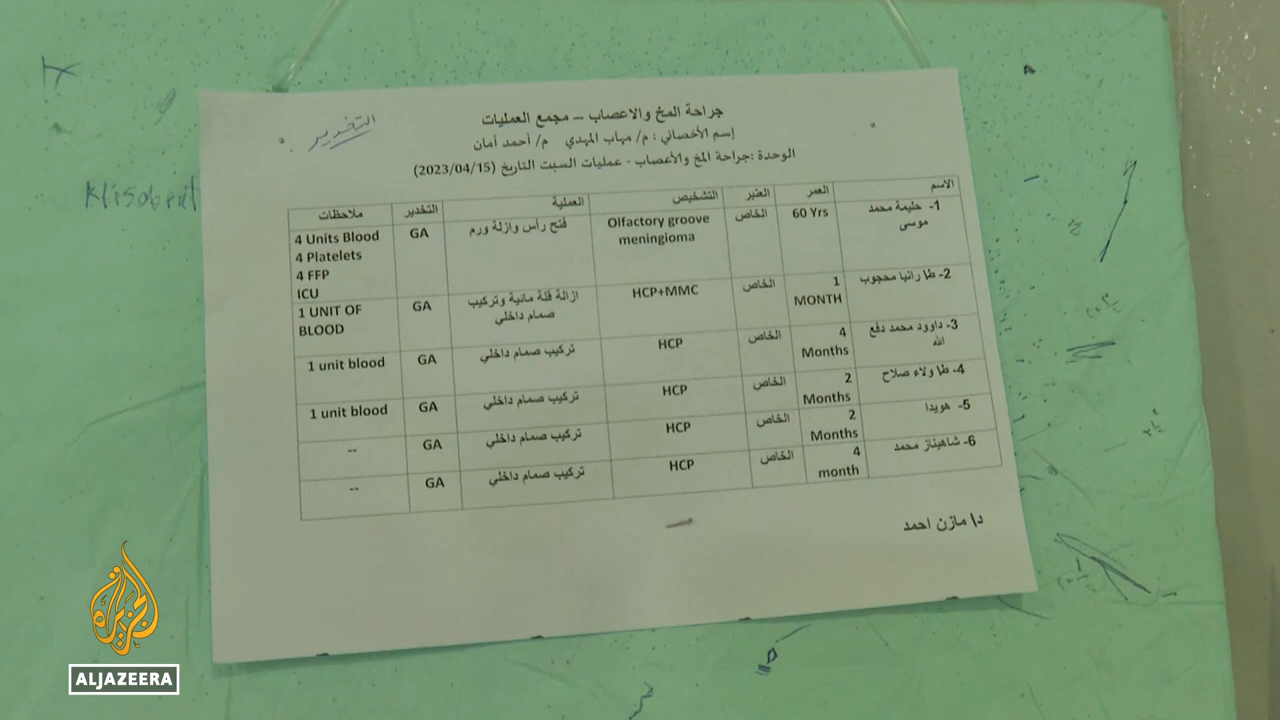 التخدير
جراحة المخ والاعصاب – مجمع العمليات
إسم الأخصائي : م/ مهاب المهدي م/ أحمد أمان
الوحدة :جراحة المخ والأعصاب - عمليات السبت التاريخ (2023/04/15)
الاسم العمر العنبر التشخيص العملية التخدير ملاحظات
1- حليمة محمد موسى 60 Yrs الخاص Olfactory groove meningioma فتح رأس وازلة ورم GA 4 Units Blood
4 Platelets
4 FFP
ICU
2- طا رانيا محجوب 1 MONTH الخاص HCP+MMC ازالة قلة مائية وتركيب صمام داخلي GA 1 UNIT OF BLOOD
3- داوود محمد دفع الله 4 Months الخاص HCP تركيب صمام داخلي GA 1 unit blood
4- طا ولاء صلاح 2 Months الخاص HCP تركيب صمام داخلي GA 1 unit blood
5- هويدا 2 Months الخاص HCP تركيب صمام داخلي GA --
6- شاهيناز محمد 4 month الخاص HCP تركيب صمام داخلي GA --
د\ مازن احمد
الجزيرة
ALJAZEERA